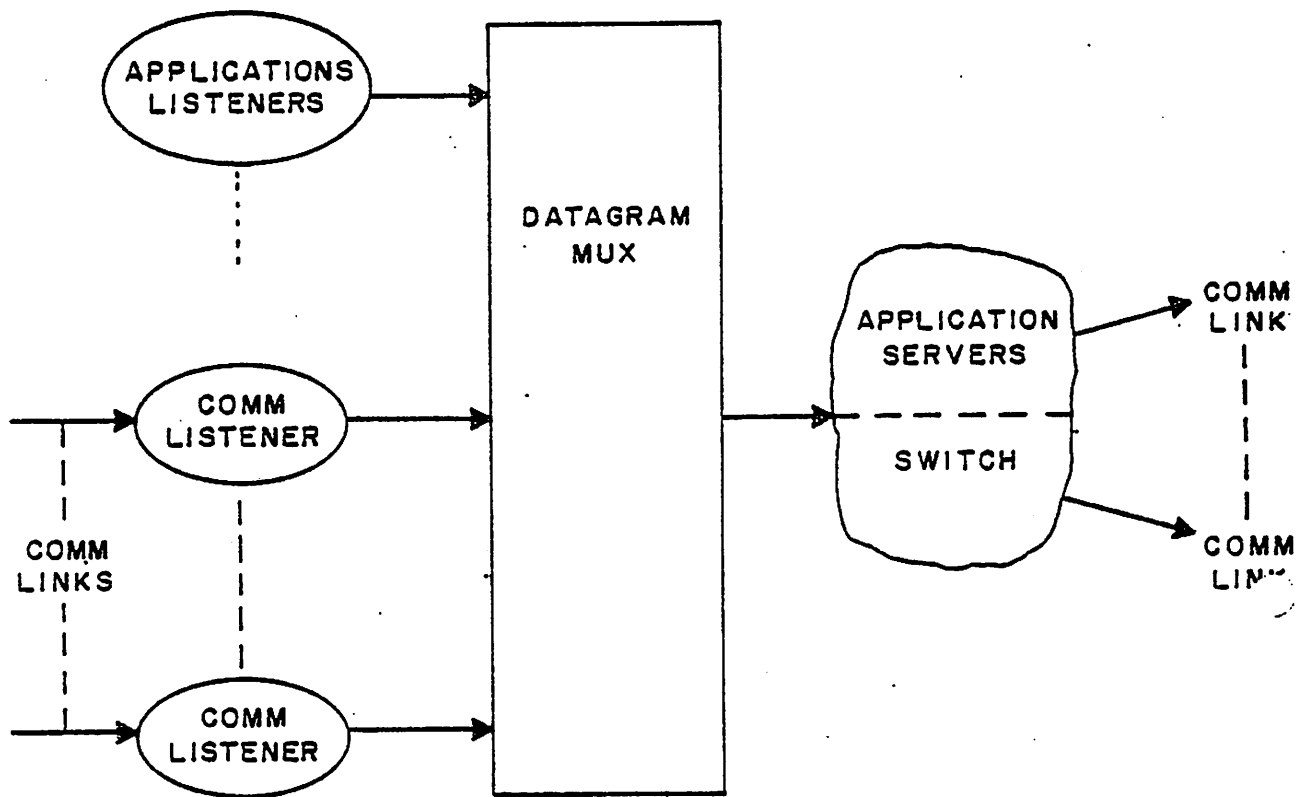 APPLICATIONS
LISTENERS
DATAGRAM
MUX
APPLICATION
SERVERS
SWITCH
COMM
LINK
COMM
LISTENER
COMM
LINKS
COMM
COMM
LISTENER